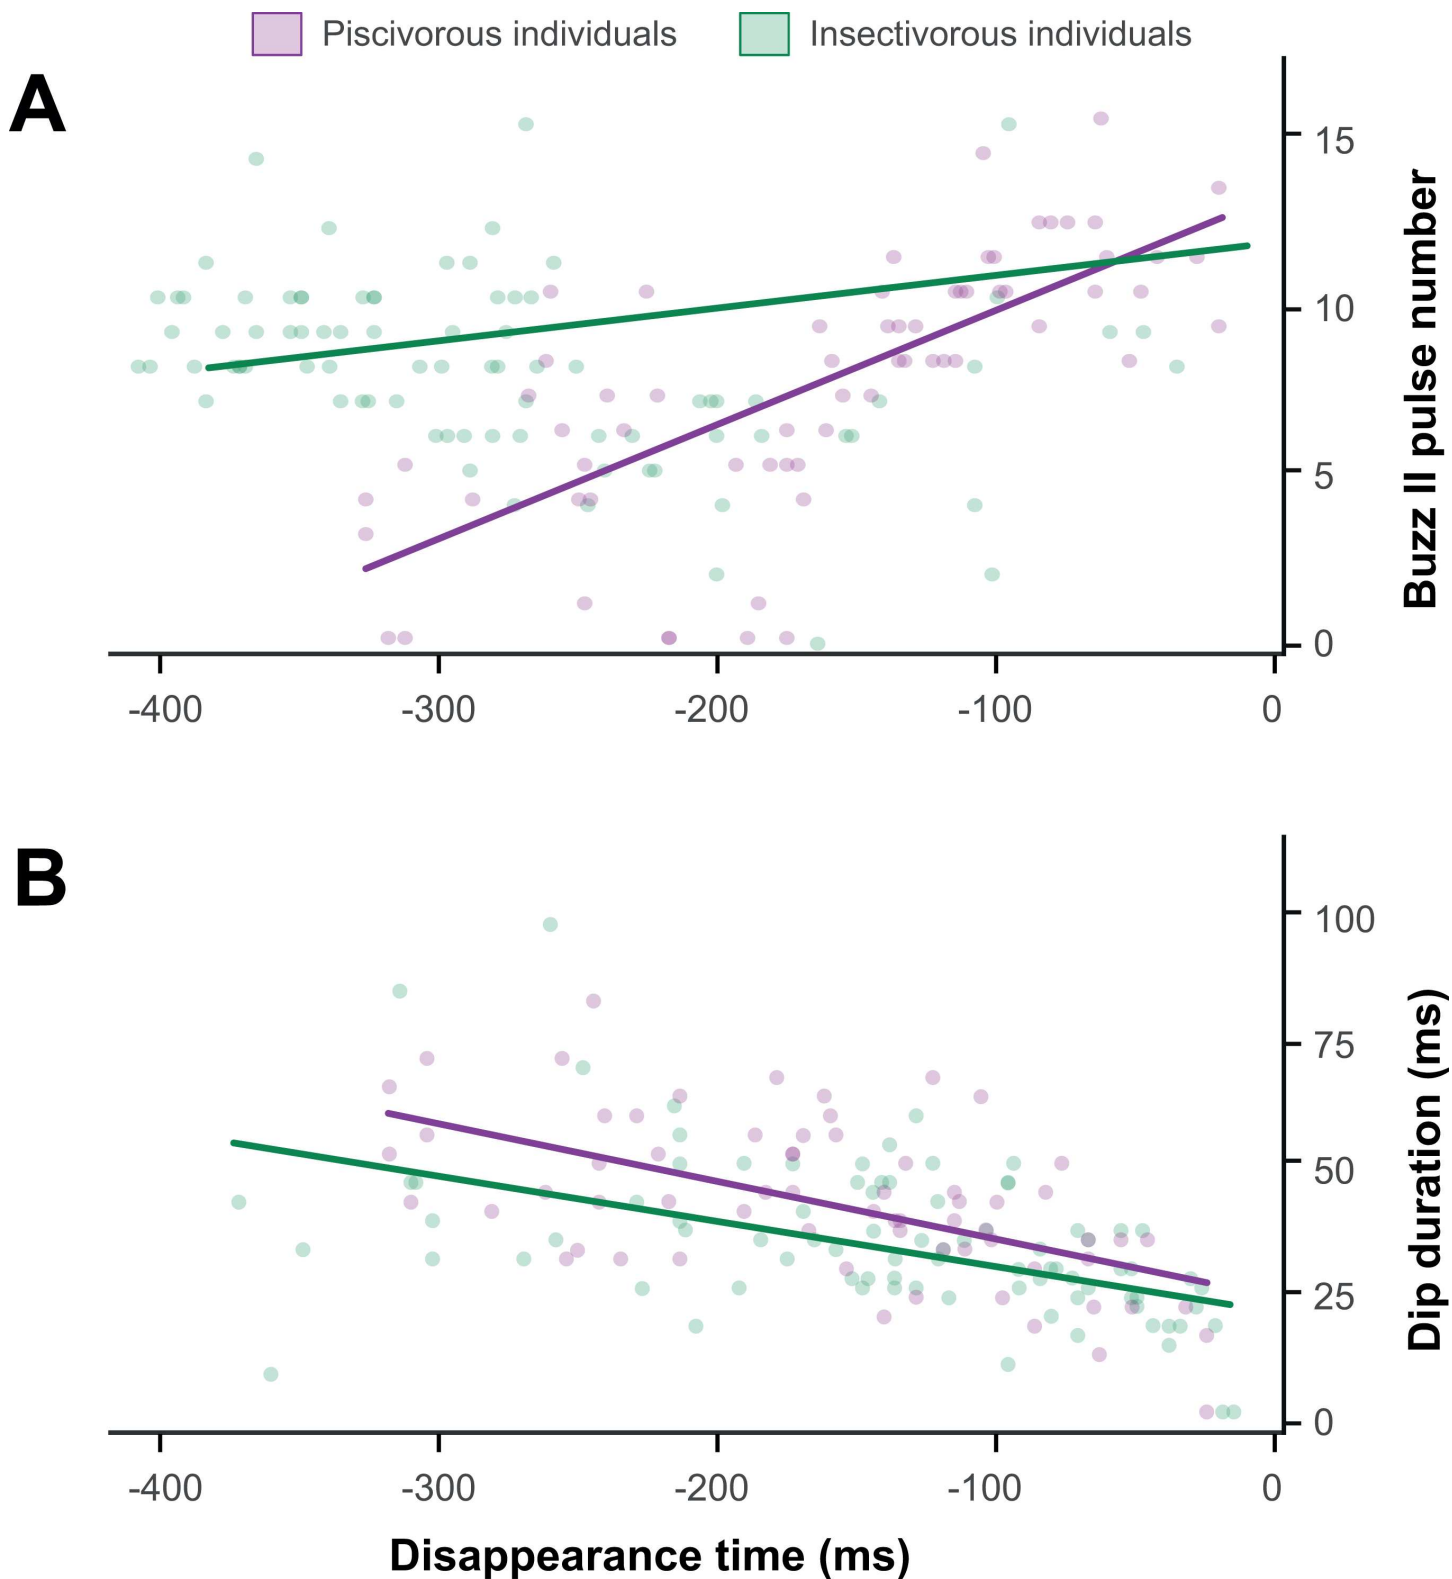 Piscivorous individuals
Insectivorous individuals
A
15
10
5
0
Buzz II pulse number
-400
-300
-200
-100
0
B
100
75
50
25
0
Dip duration (ms)
-400
-300
-200
-100
0
Disappearance time (ms)